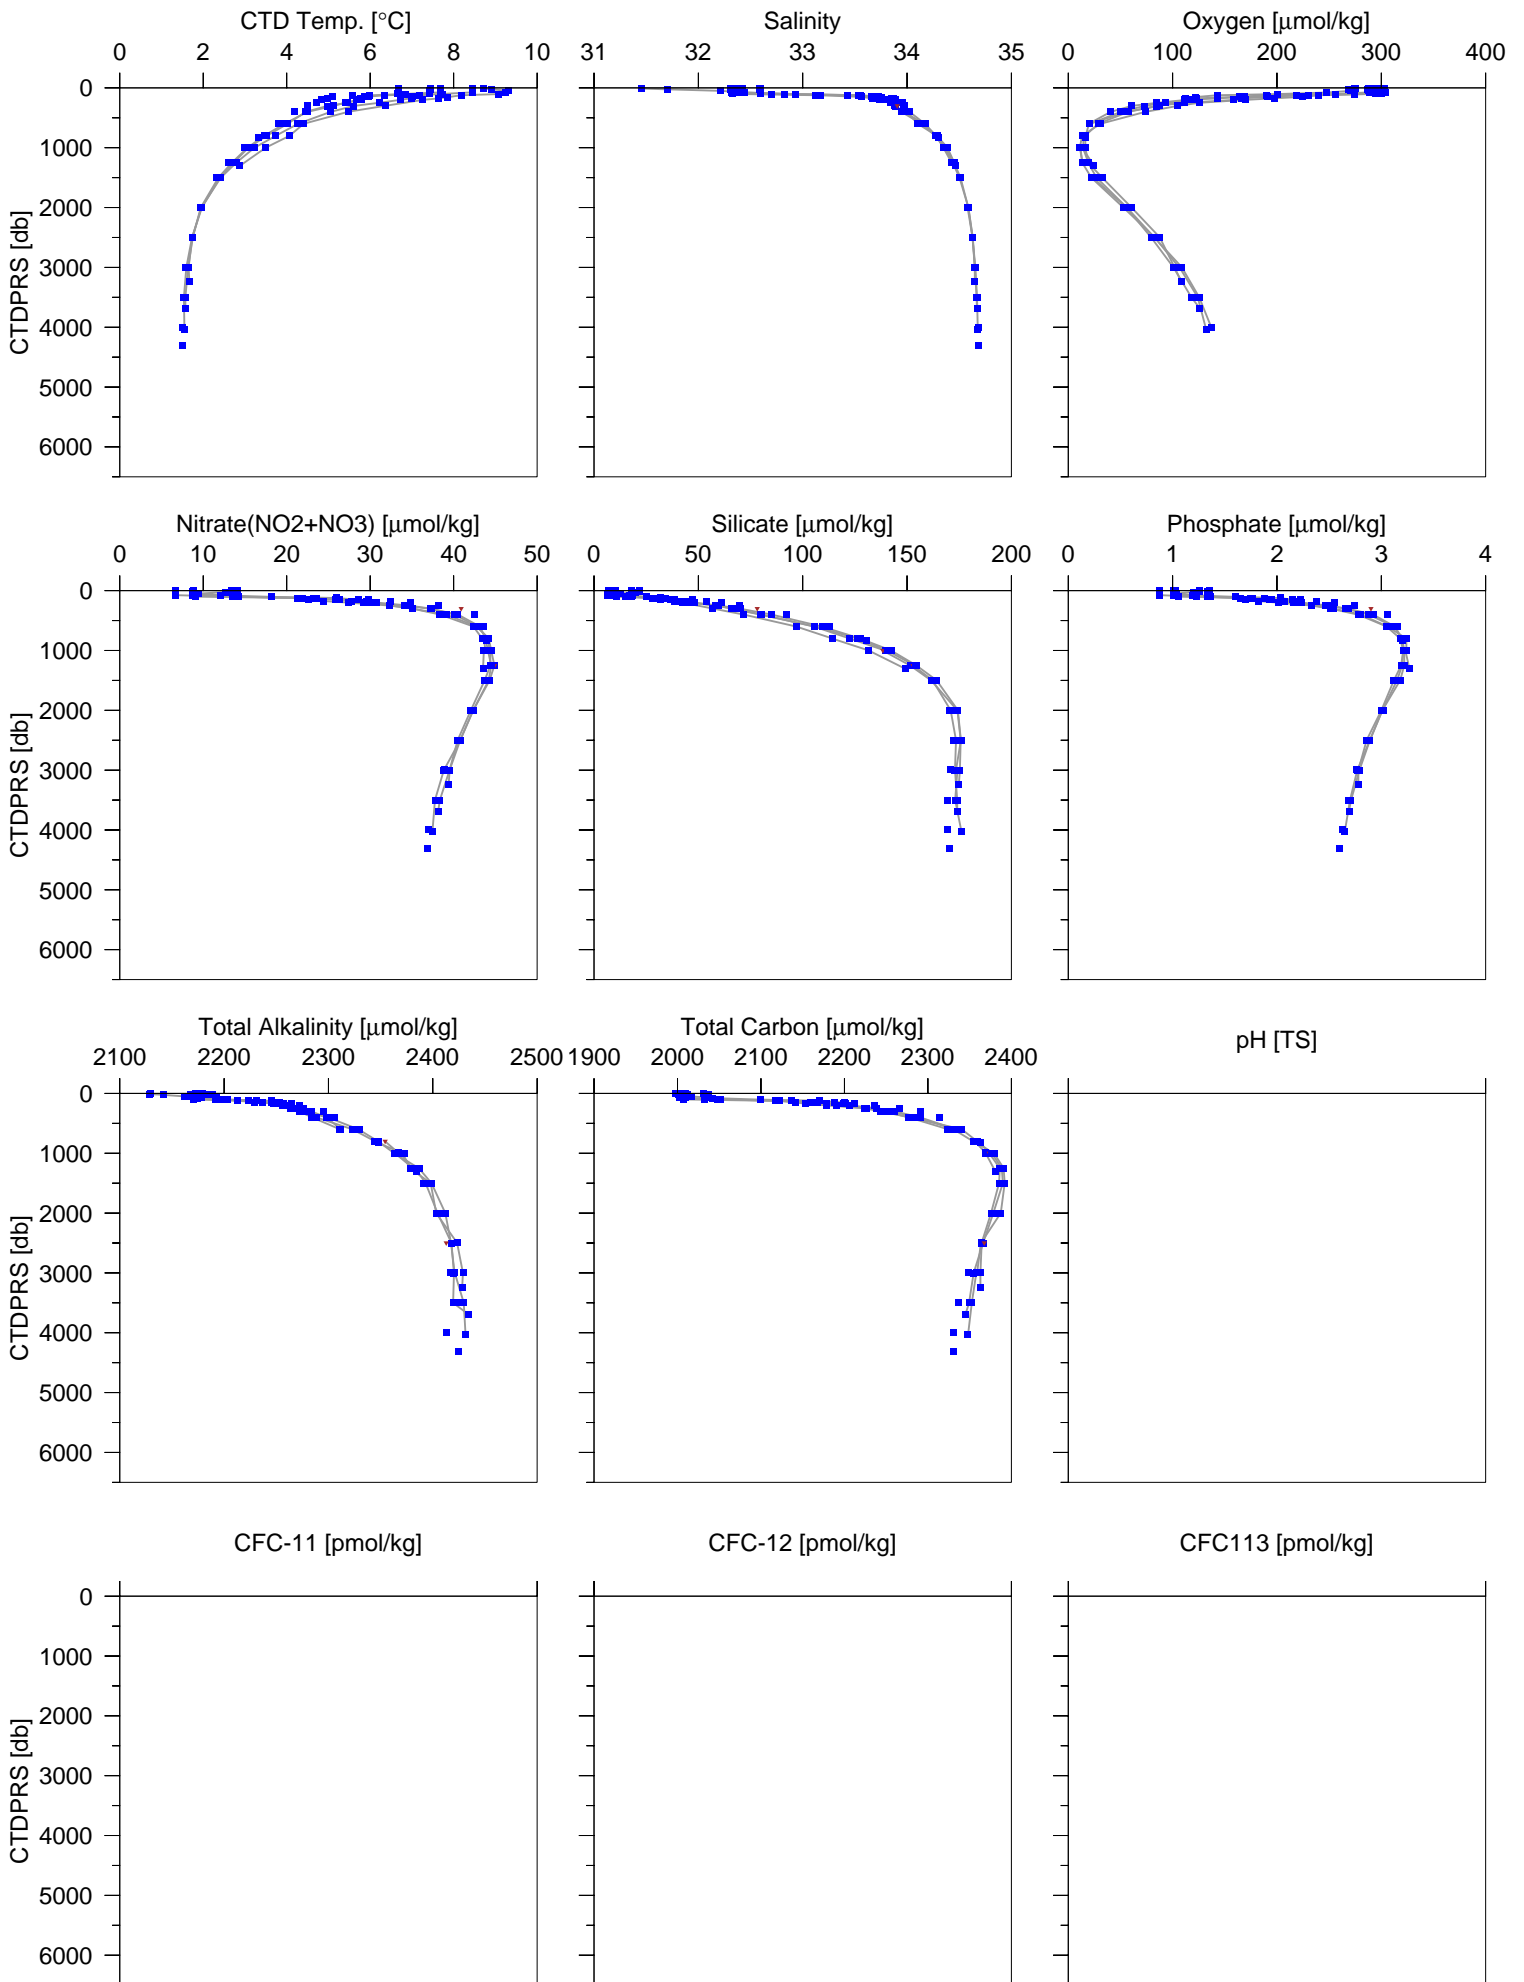 CTD Temp. [°C] Salinity Oxygen [μmol/kg]
0 2 4 6 8 10 31 32 33 34 35 0 100 200 300 400
0
1000
2000
3000
4000
5000
6000
CTDPRS [db]
Nitrate(NO2+NO3) [μmol/kg] Silicate [μmol/kg] Phosphate [μmol/kg]
0 10 20 30 40 50 0 50 100 150 200 0 1 2 3 4
0
1000
2000
3000
4000
5000
6000
CTDPRS [db]
Total Alkalinity [μmol/kg] Total Carbon [μmol/kg] pH [TS]
2100 2200 2300 2400 2500 1900 2000 2100 2200 2300 2400
0
1000
2000
3000
4000
5000
6000
CTDPRS [db]
CFC-11 [pmol/kg] CFC-12 [pmol/kg] CFC113 [pmol/kg]
0
1000
2000
3000
4000
5000
6000
CTDPRS [db]